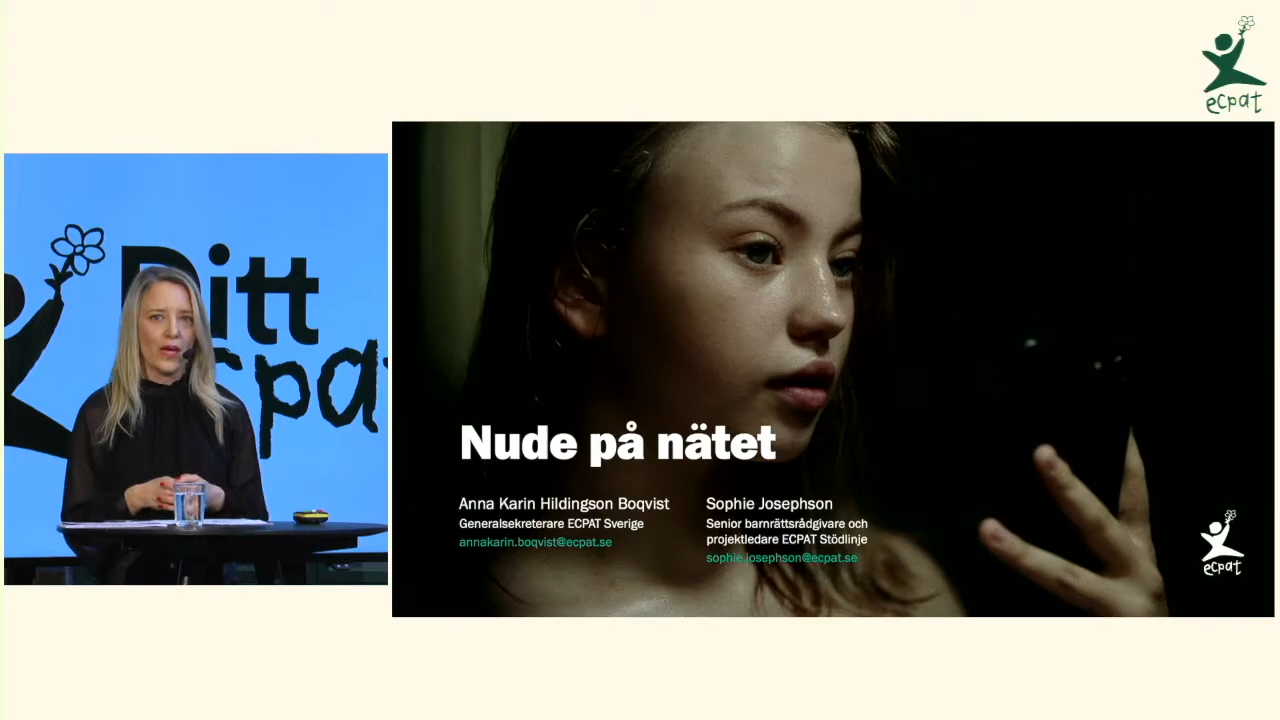 ecpat
Ditt
cpa
Nude på nätet
Anna Karin Hildingson Boqvist
Generalsekreterare ECPAT Sverige
annakarin.boqvist@ecpat.se
Sophie Josephson
Senior barnrättsrådgivare och
projektledare ECPAT Stödlinje
sophie.josephson@ecpat.se
ecpat